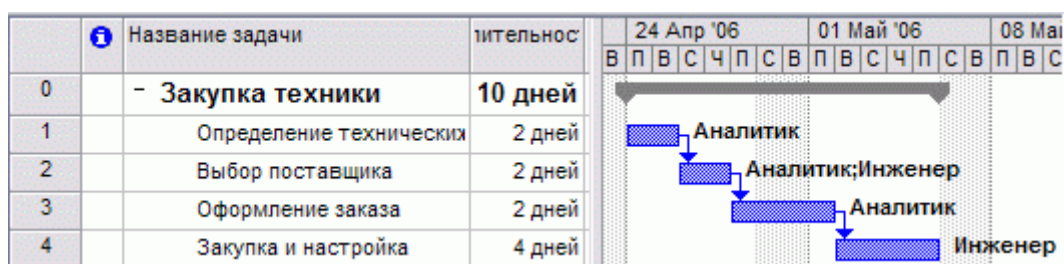 Название задачи лительнос 24 Апр '06 01 Май '06 08 Май
В П В С Ч П С В П В С Ч П С В П В С
0 Закупка техники 10 дней
1 Определение технических 2 дней Аналитик
2 Выбор поставщика 2 дней Аналитик;Инженер
3 Оформление заказа 2 дней Аналитик
4 Закупка и настройка 4 дней Инженер